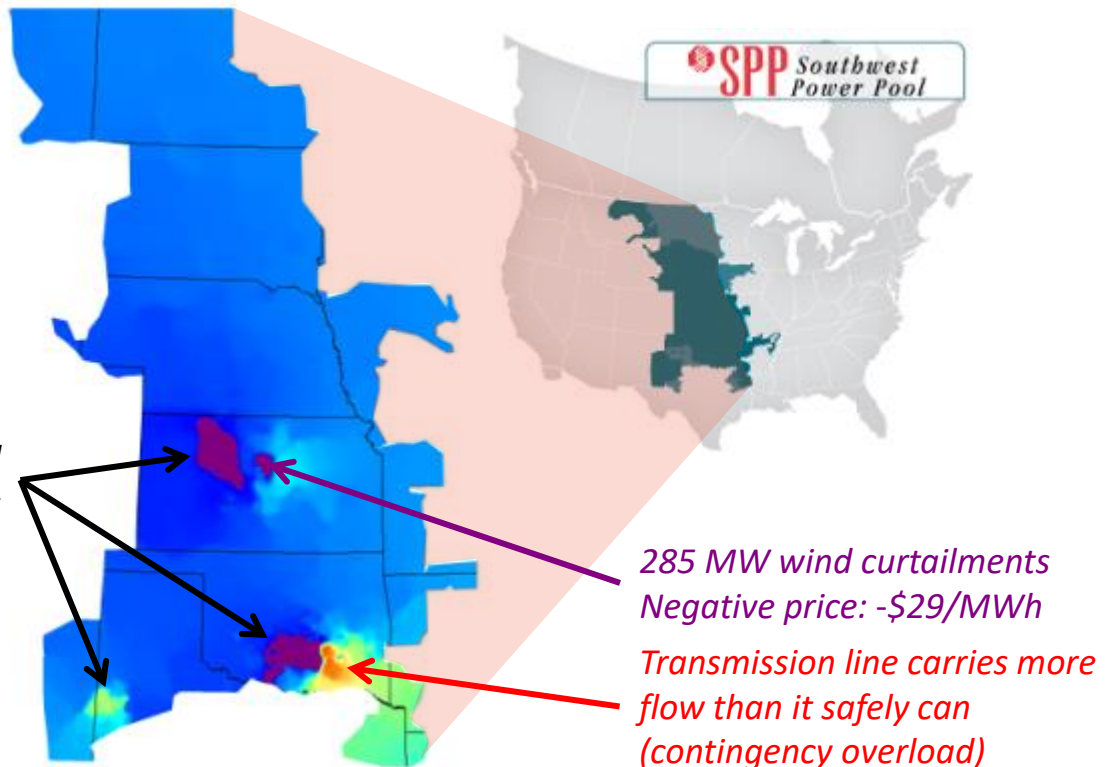 SPP Southwest
Power Pool
285 MW wind curtailments
Negative price: -$29/MWh
Transmission line carries more
flow than it safely can
(contingency overload)